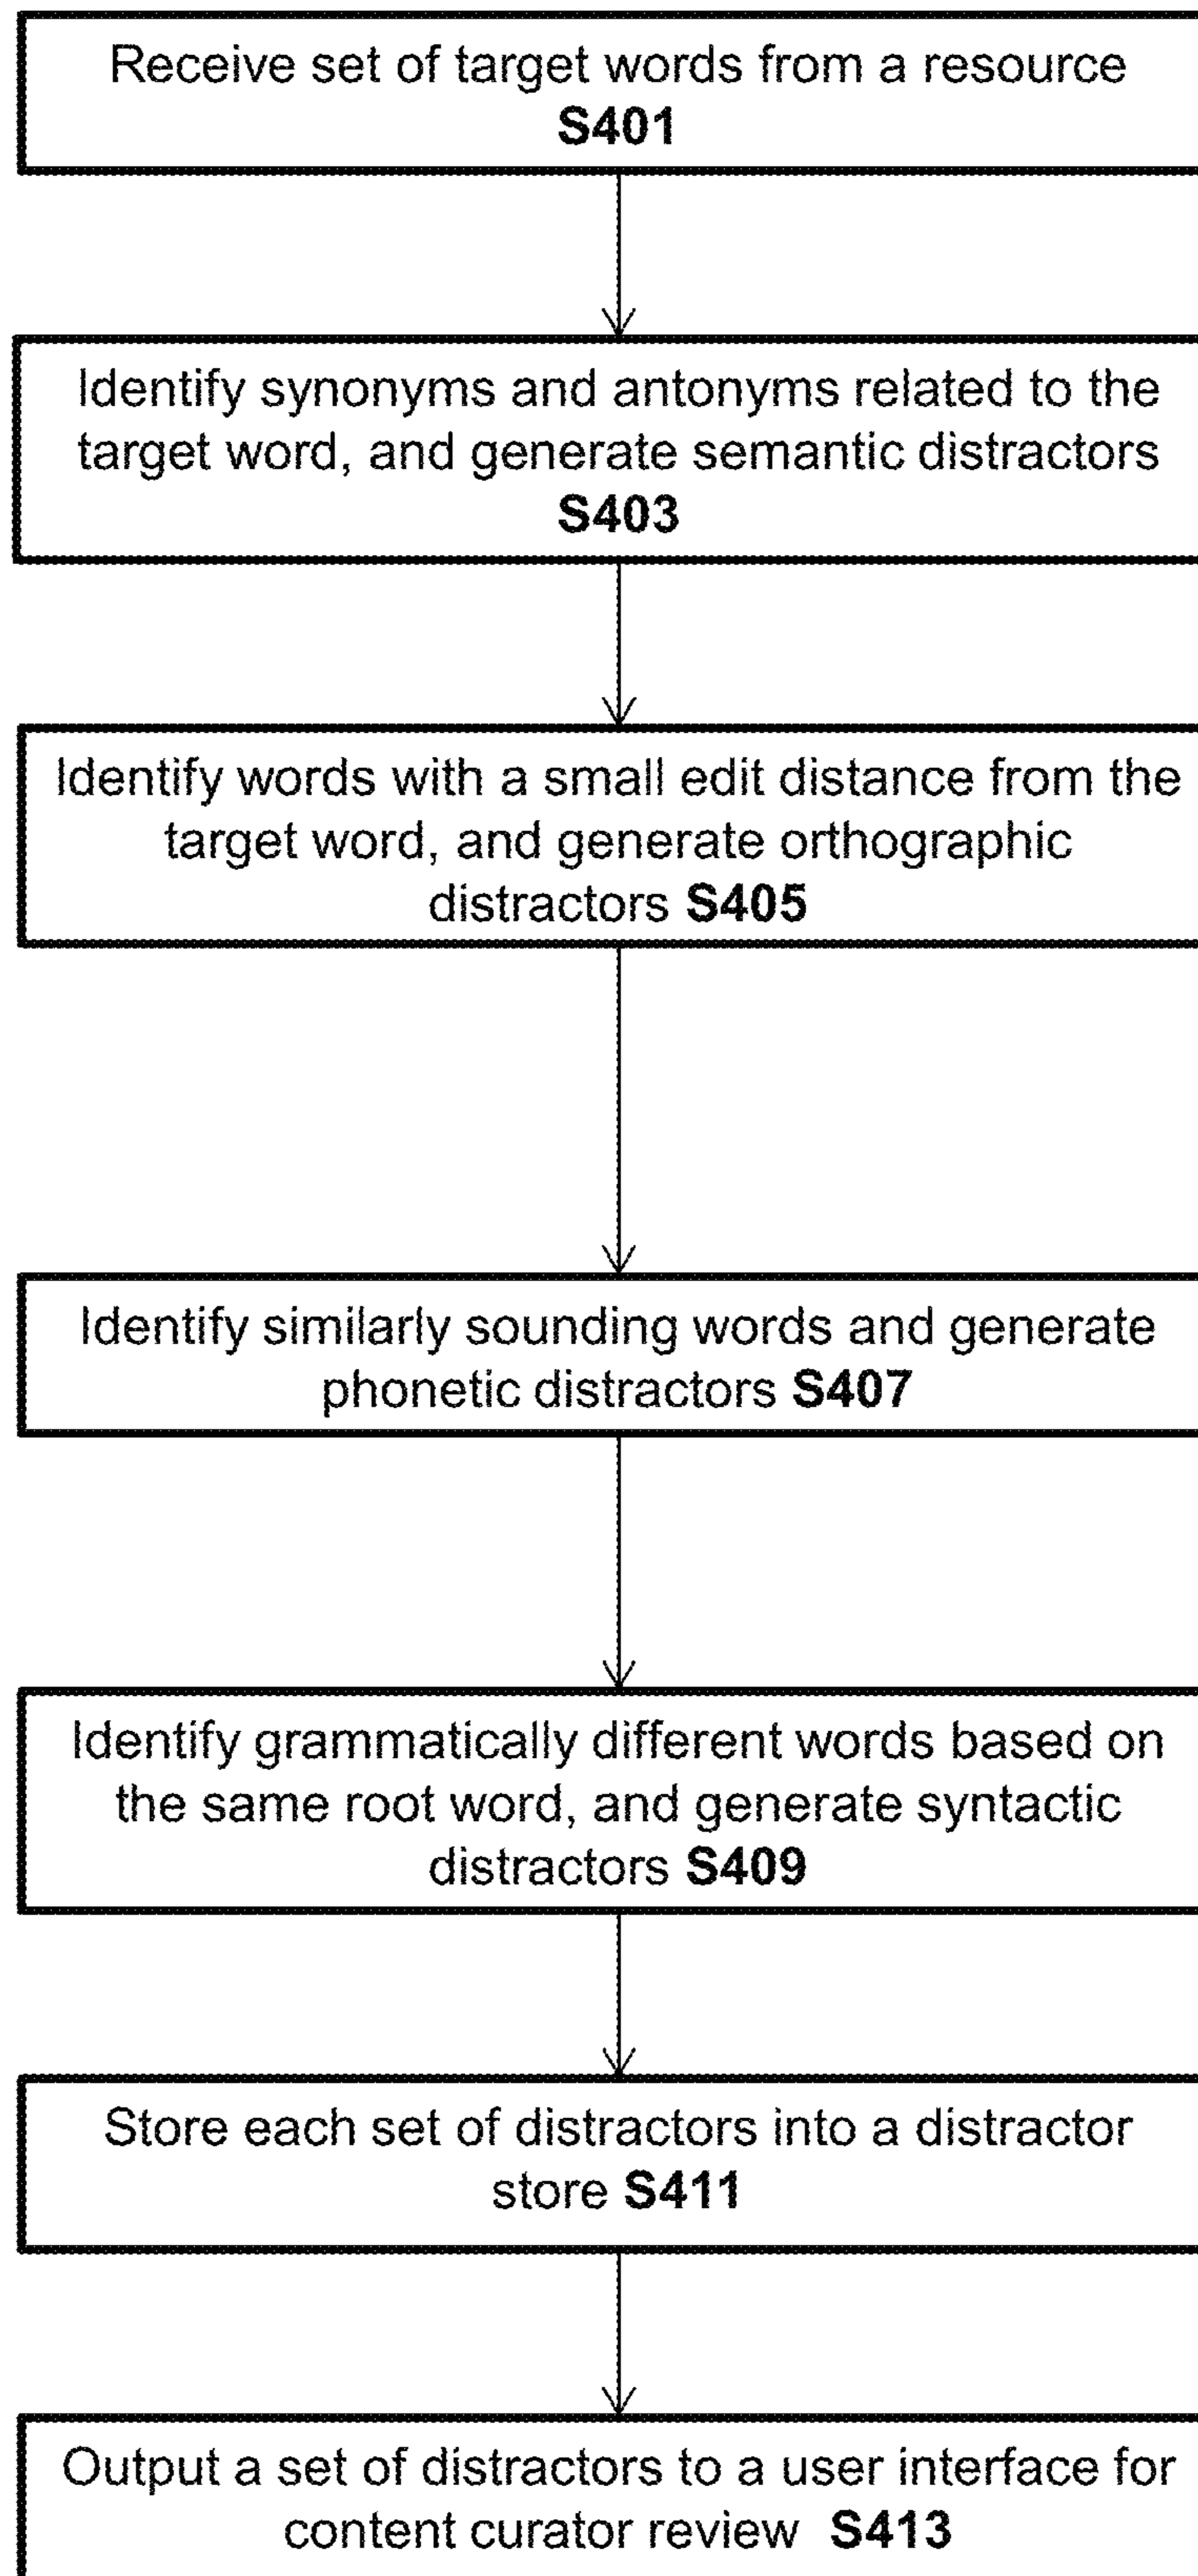 Receive set of target words from a resource
S401
Identify synonyms and antonyms related to the
target word, and generate semantic distractors
S403
Identify words with a small edit distance from the
target word, and generate orthographic
distractors S405
Identify similarly sounding words and generate
phonetic distractors S407
Identify grammatically different words based on
the same root word, and generate syntactic
distractors S409
Store each set of distractors into a distractor
store S411
Output a set of distractors to a user interface for
content curator review S413